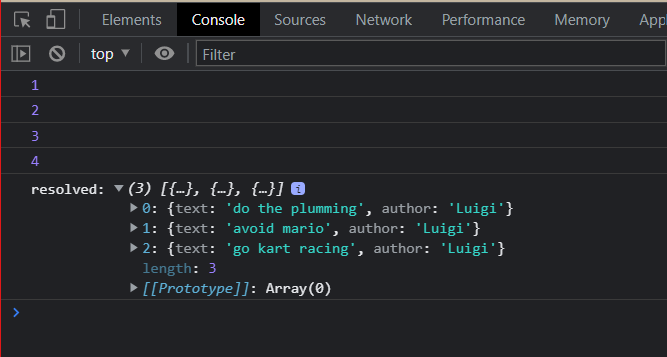 Elements Console Sources Network Performance Memory Ap
top Filter
1
2
3
4
resolved: (3) [{…}, {…}, {…}] i
0: {text: 'do the plumming', author: 'Luigi'}
1: {text: 'avoid mario', author: 'Luigi'}
2: {text: 'go kart racing', author: 'Luigi'}
length: 3
[[Prototype]]: Array(0)